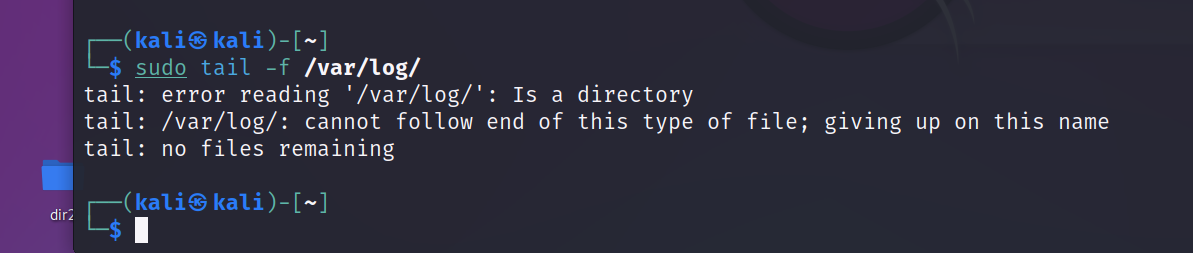 ┌──(kali㉿kali)-[~]
└─$ sudo tail -f /var/log/
tail: error reading '/var/log/': Is a directory
tail: /var/log/: cannot follow end of this type of file; giving up on this name
tail: no files remaining
┌──(kali㉿kali)-[~]
└─$
dir2